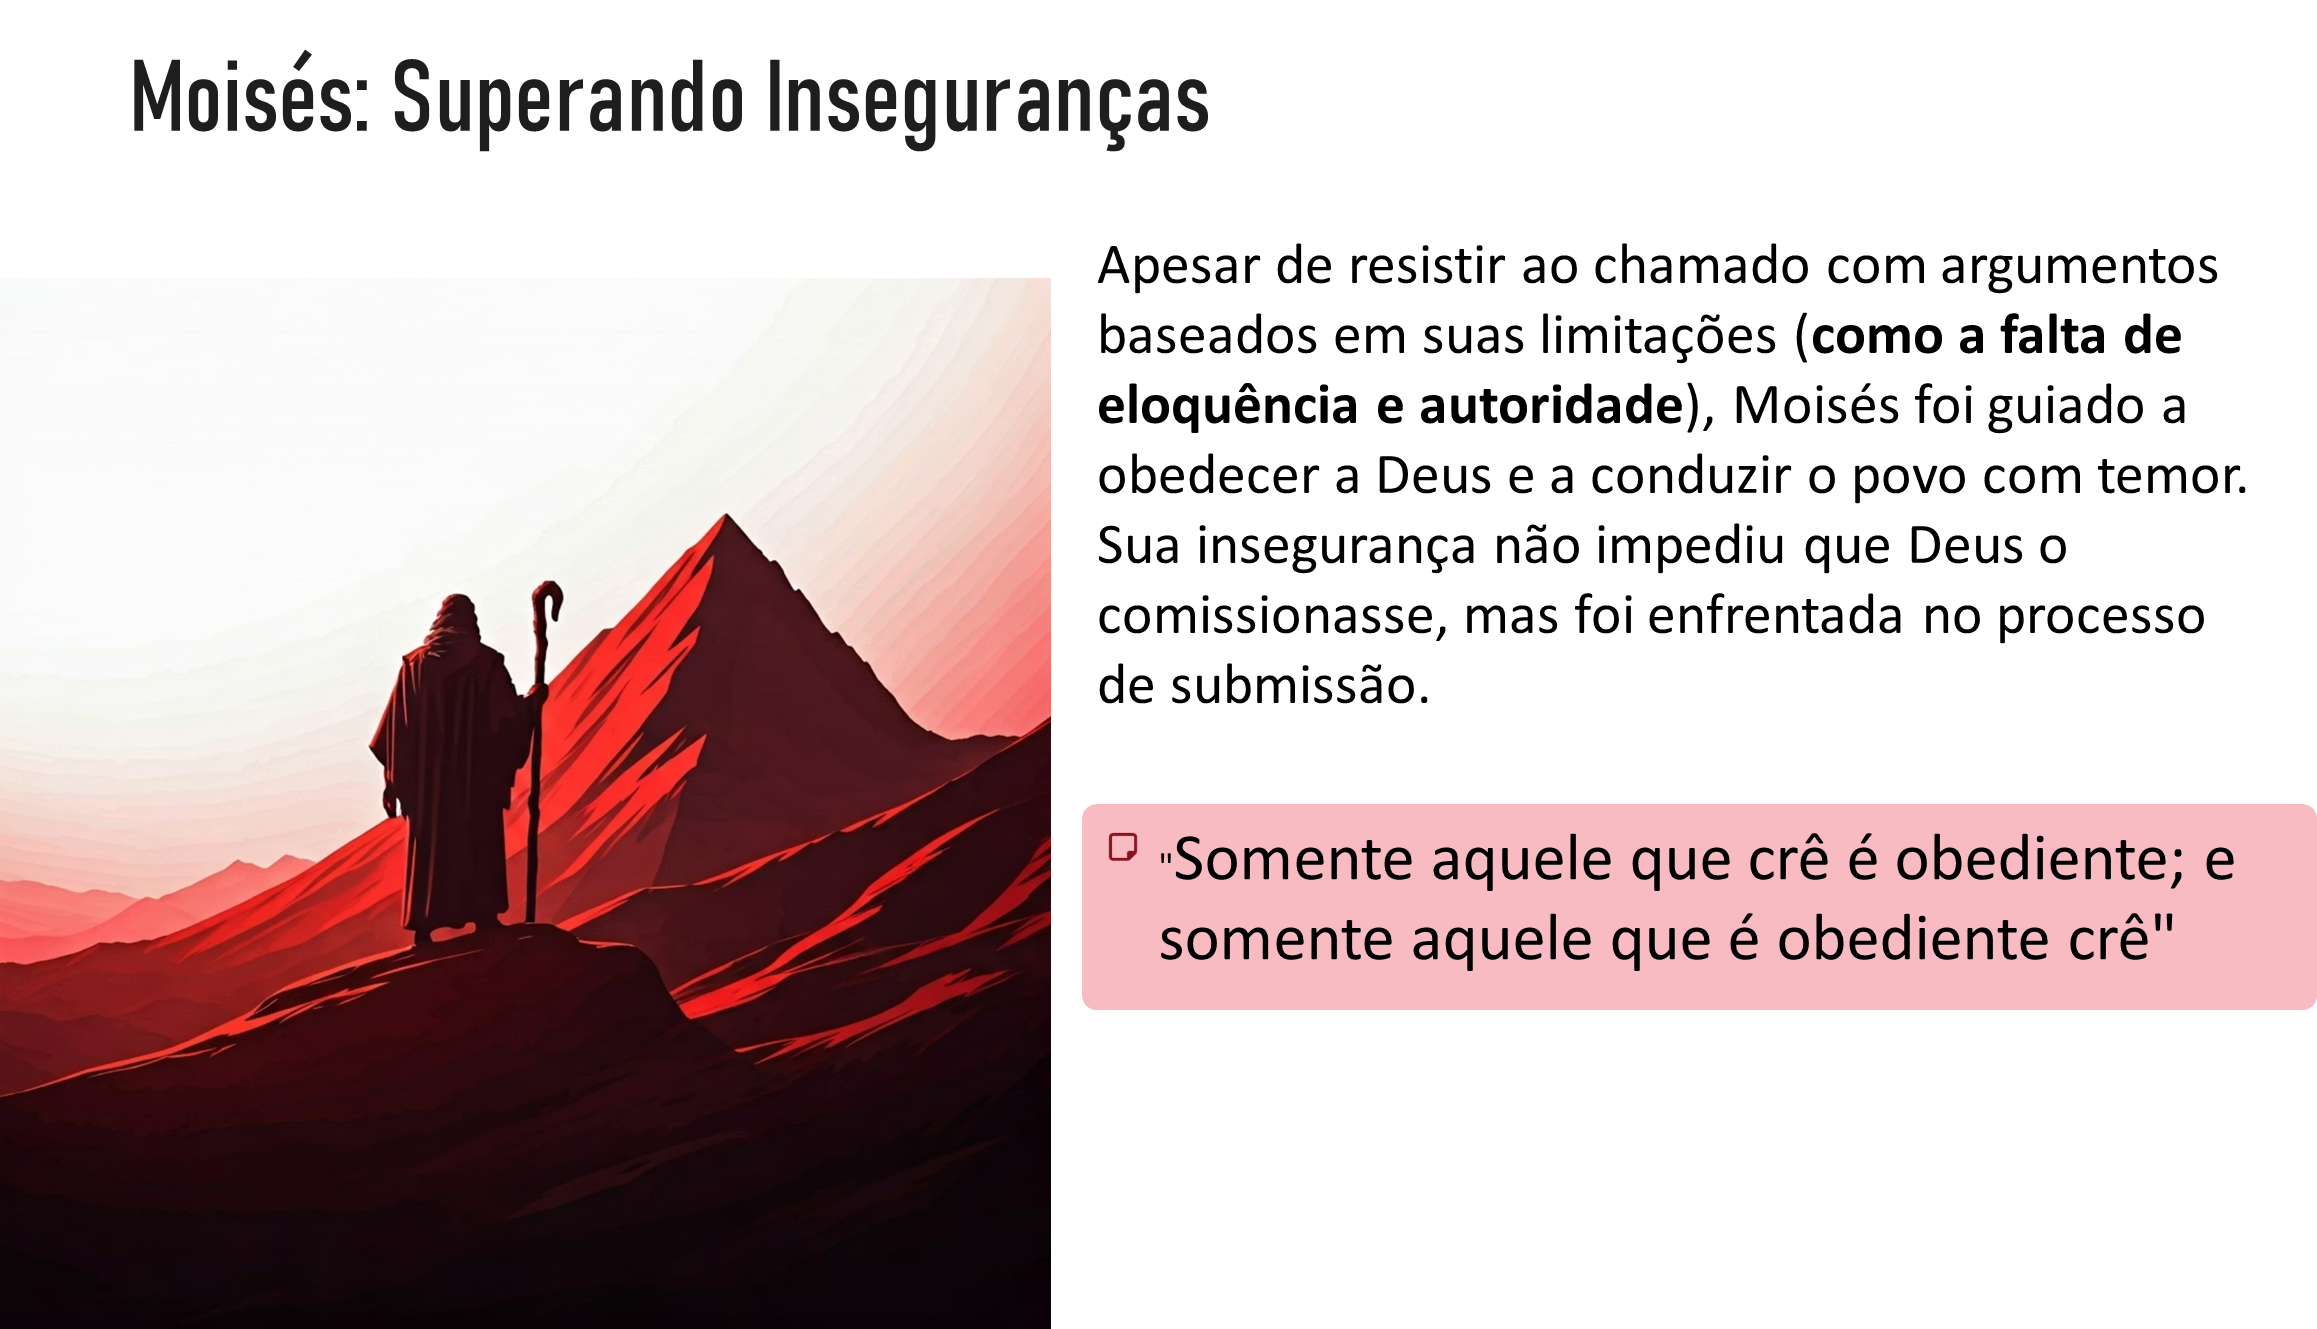 Moisés: Superando Inseguranças
Apesar de resistir ao chamado com argumentos
baseados em suas limitações (como a falta de
eloquência e autoridade), Moisés foi guiado a
obedecer a Deus e a conduzir o povo com temor.
Sua insegurança não impediu que Deus o
comissionasse, mas foi enfrentada no processo
de submissão.
"Somente aquele que crê é obediente; e
somente aquele que é obediente crê"